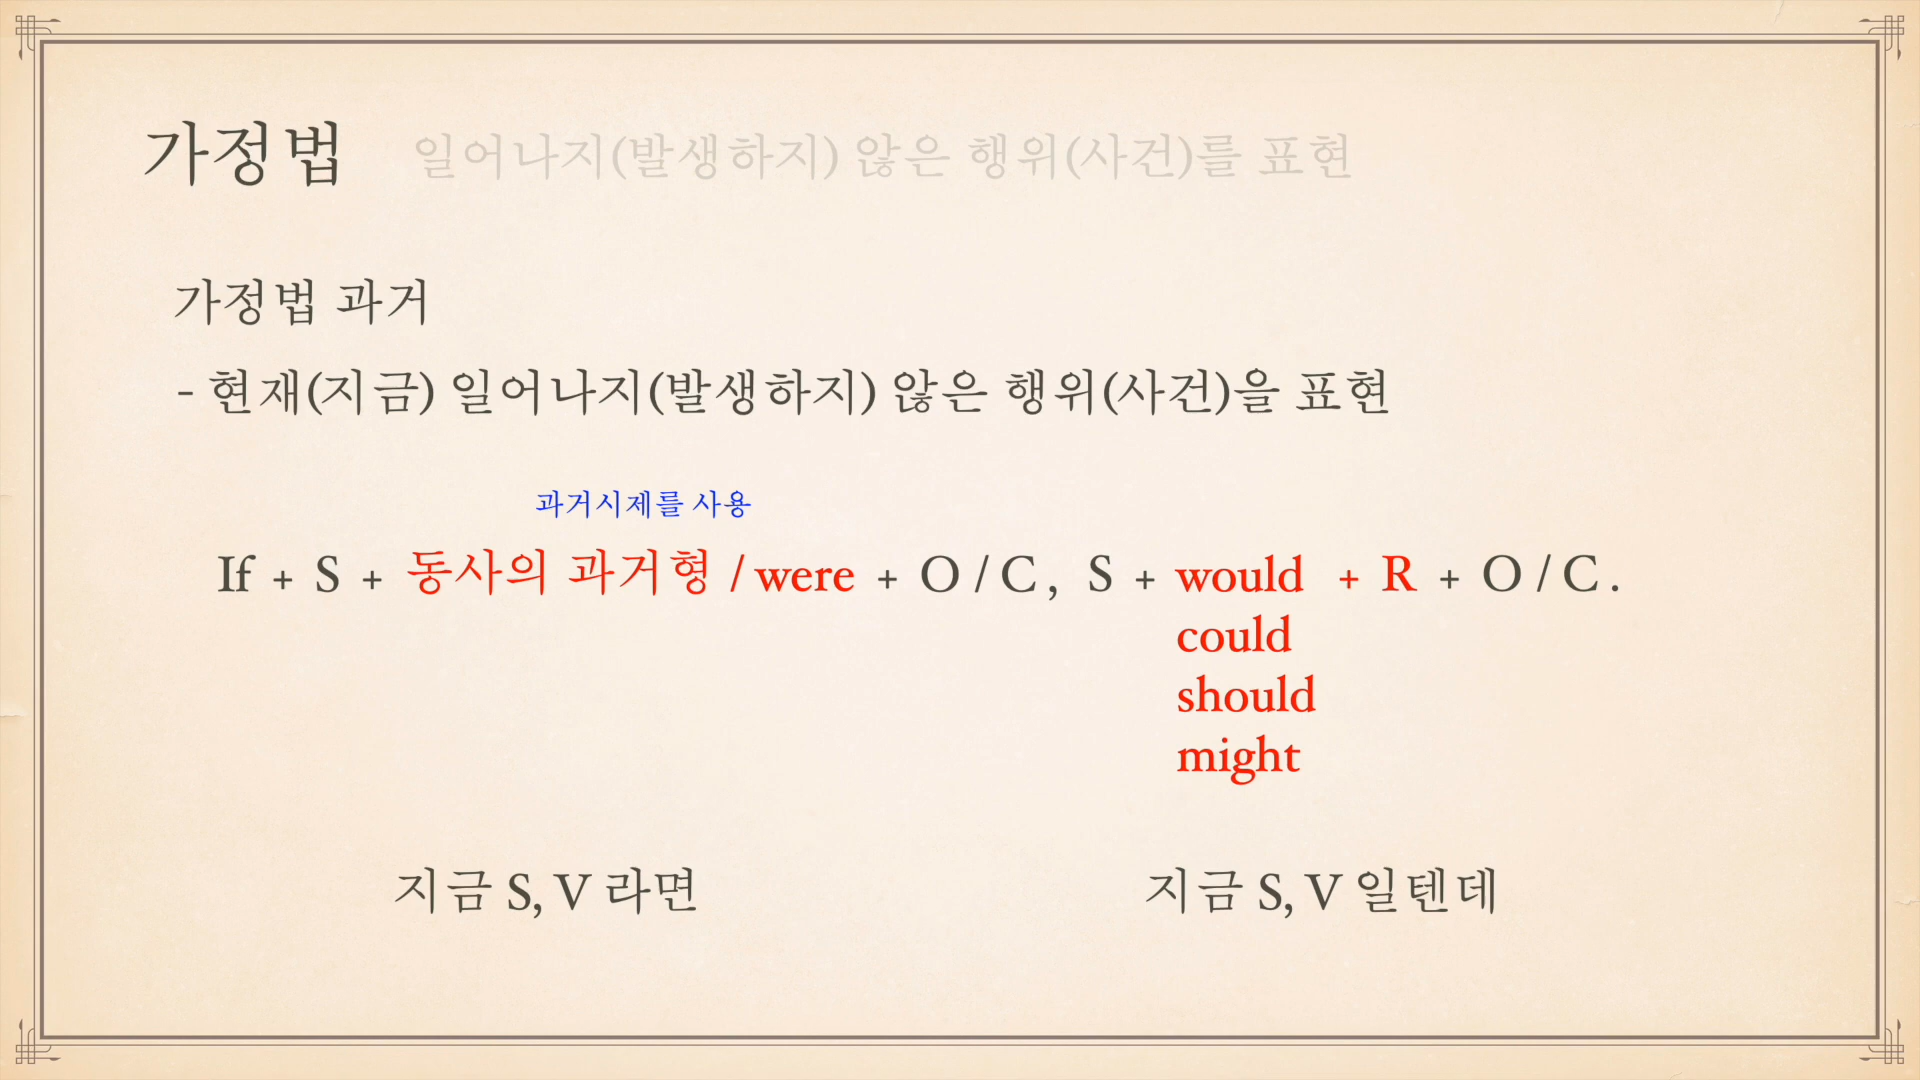 가정법 일어나지(발생하지) 않은 행위(사건)를 표현
가정법 과거
- 현재(지금) 일어나지(발생하지) 않은 행위(사건)을 표현
과거시제를 사용
If + S + 동사의 과거형 / were + O / C , S + would + R + O / C .
could
should
might
지금 S, V 라면 지금 S, V 일텐데